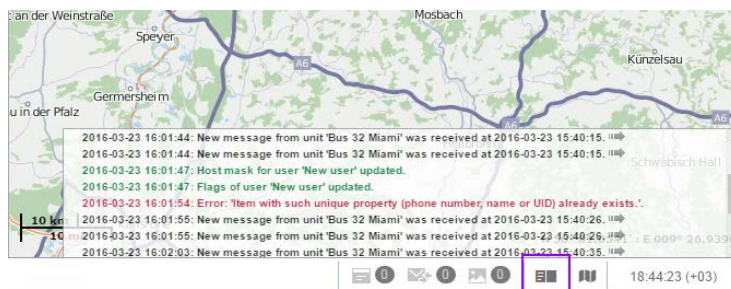 t an der Weinstraße
Mosbach
Speyer
A6
Künzelsau
Germersheim
u in der Pfalz
A6
2016-03-23 16:01:44: New message from unit 'Bus 32 Miami' was received at 2016-03-23 15:40:15.
2016-03-23 16:01:44: New message from unit 'Bus 32 Miami' was received at 2016-03-23 15:40:15.
Schwäbisch Hall
2016-03-23 16:01:47: Host mask for user 'New user' updated.
2016-03-23 16:01:47: Flags of user 'New user' updated.
2016-03-23 16:01:54: Error: 'Item with such unique property (phone number, name or UID) already exists.'.
10 km
2016-03-23 16:01:55: New message from unit 'Bus 32 Miami' was received at 2016-03-23 15:40:26.
10
2016-03-23 16:01:55: New message from unit 'Bus 32 Miami' was received at 2016-03-23 15:40:26.
: E 009° 26.939
2016-03-23 16:02:03: New message from unit 'Bus 32 Miami' was received at 2016-03-23 15:40:35.
0 0 0 18:44:23 (+03)